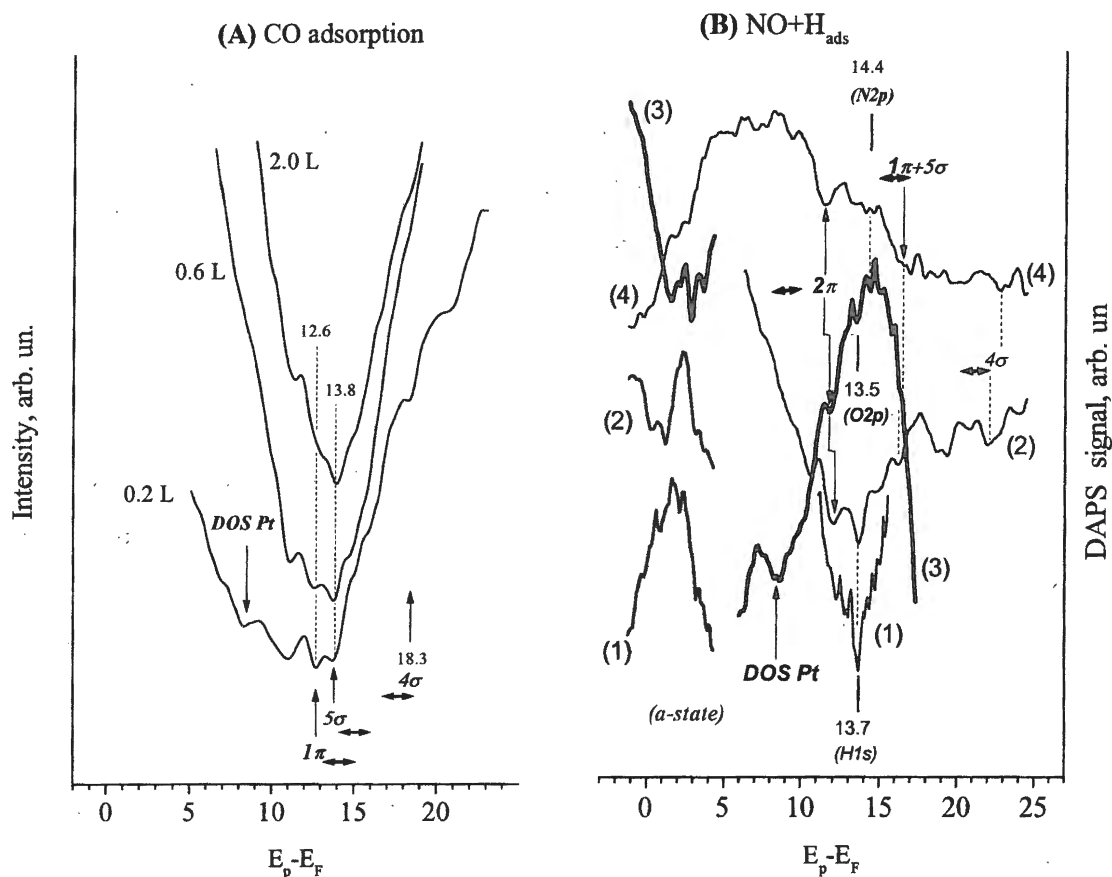 (A) CO adsorption
2.0 L
0.6 L
12.6
13.8
0.2 L
DOS Pt
18.3
4σ
5σ
1π
Intensity, arb. un.
0 5 10 15 20
E_p-E_F
(B) NO+H_ads
14.4
(N2p)
(3)
1π+5σ
(4)
(4)
2π
4σ
13.5
(O2p)
(2)
(2)
(3)
(1)
(1)
DOS Pt
(a-state)
13.7
(H1s)
DAPS signal, arb. un
0 5 10 15 20 25
E_p-E_F